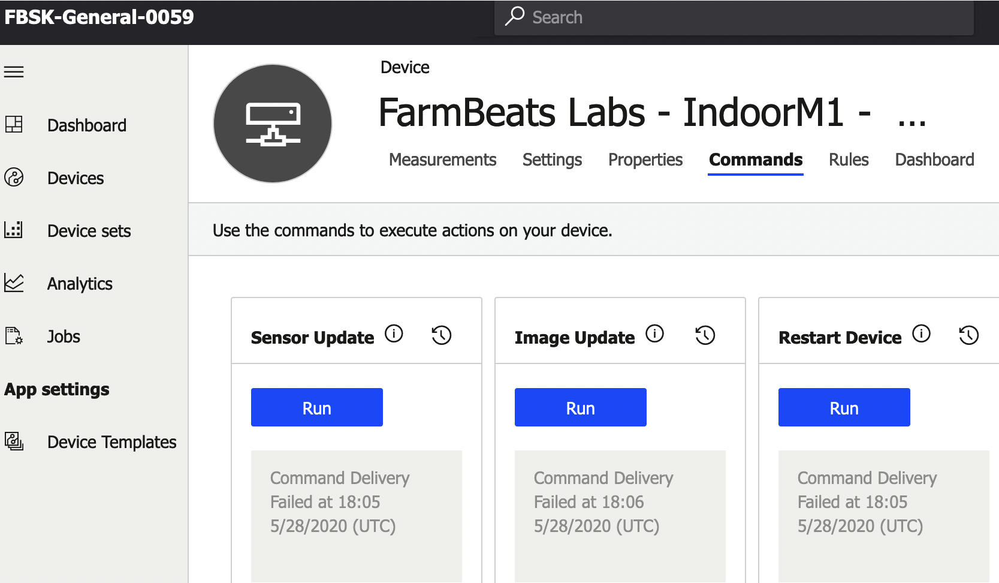 FBSK-General-0059
Search
Dashboard
Devices
Device sets
Analytics
Jobs
App settings
Device Templates
Device
FarmBeats Labs - IndoorM1 - ...
Measurements Settings Properties Commands Rules Dashboard
Use the commands to execute actions on your device.
Sensor Update
Run
Command Delivery
Failed at 18:05
5/28/2020 (UTC)
Image Update
Run
Command Delivery
Failed at 18:06
5/28/2020 (UTC)
Restart Device
Run
Command Delivery
Failed at 18:05
5/28/2020 (UTC)